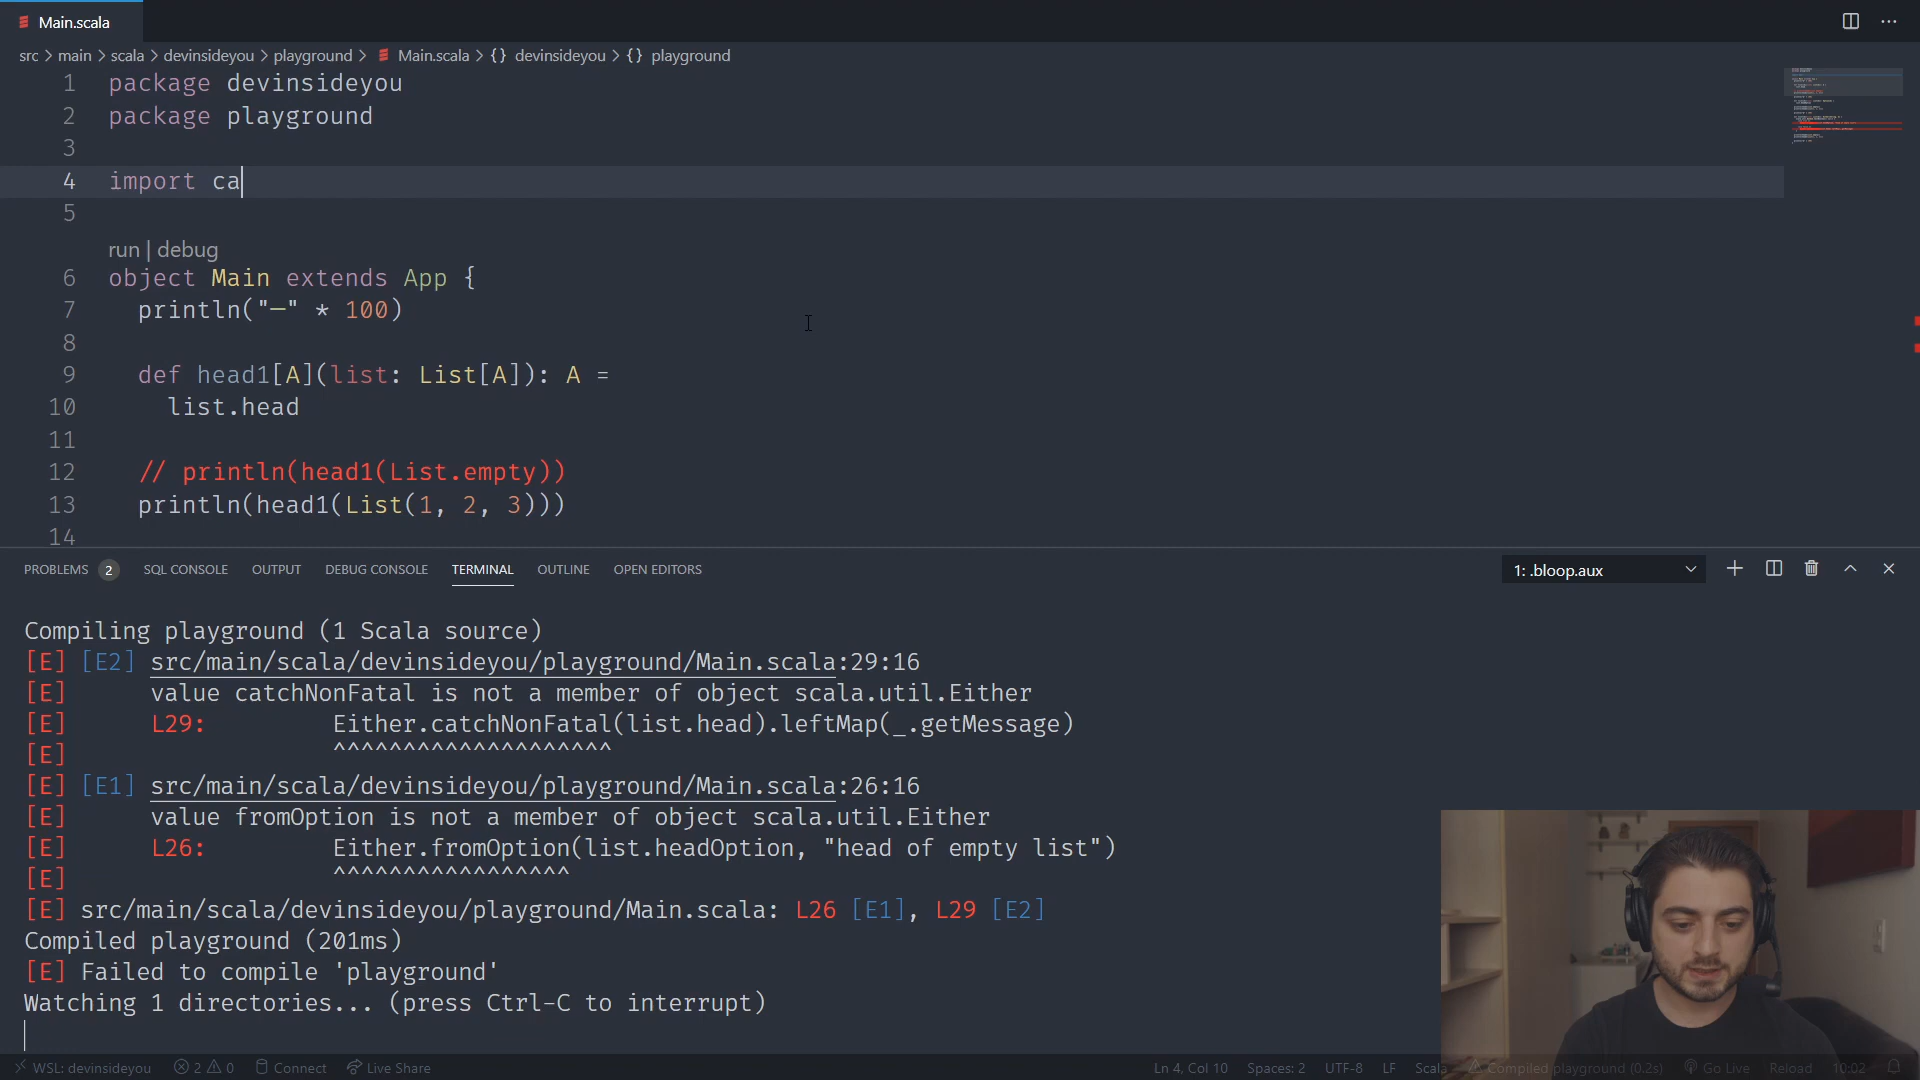 Main.scala
src > main > scala > devinsideyou > playground > Main.scala > {} devinsideyou > {} playground
1 package devinsideyou
2 package playground
3
4 import ca
5
run | debug
6 object Main extends App {
7 println("—" * 100)
8
9 def head1[A](list: List[A]): A =
10 list.head
11
12 // println(head1(List.empty))
13 println(head1(List(1, 2, 3)))
14
PROBLEMS 2 SQL CONSOLE OUTPUT DEBUG CONSOLE TERMINAL OUTLINE OPEN EDITORS 1: .bloop.aux
Compiling playground (1 Scala source)
[E] [E2] src/main/scala/devinsideyou/playground/Main.scala:29:16
[E] value catchNonFatal is not a member of object scala.util.Either
[E] L29: Either.catchNonFatal(list.head).leftMap(_.getMessage)
[E] ^^^^^^^^^^^^^^^^^^^^
[E] [E1] src/main/scala/devinsideyou/playground/Main.scala:26:16
[E] value fromOption is not a member of object scala.util.Either
[E] L26: Either.fromOption(list.headOption, "head of empty list")
[E] ^^^^^^^^^^^^^^^^^
[E] src/main/scala/devinsideyou/playground/Main.scala: L26 [E1], L29 [E2]
Compiled playground (201ms)
[E] Failed to compile 'playground'
Watching 1 directories... (press Ctrl-C to interrupt)
WSL: devinsideyou 2 0 Connect Live Share Ln 4, Col 10 Spaces: 2 UTF-8 LF Scala Compiled playground (0.2s) Go Live Reload 10:02